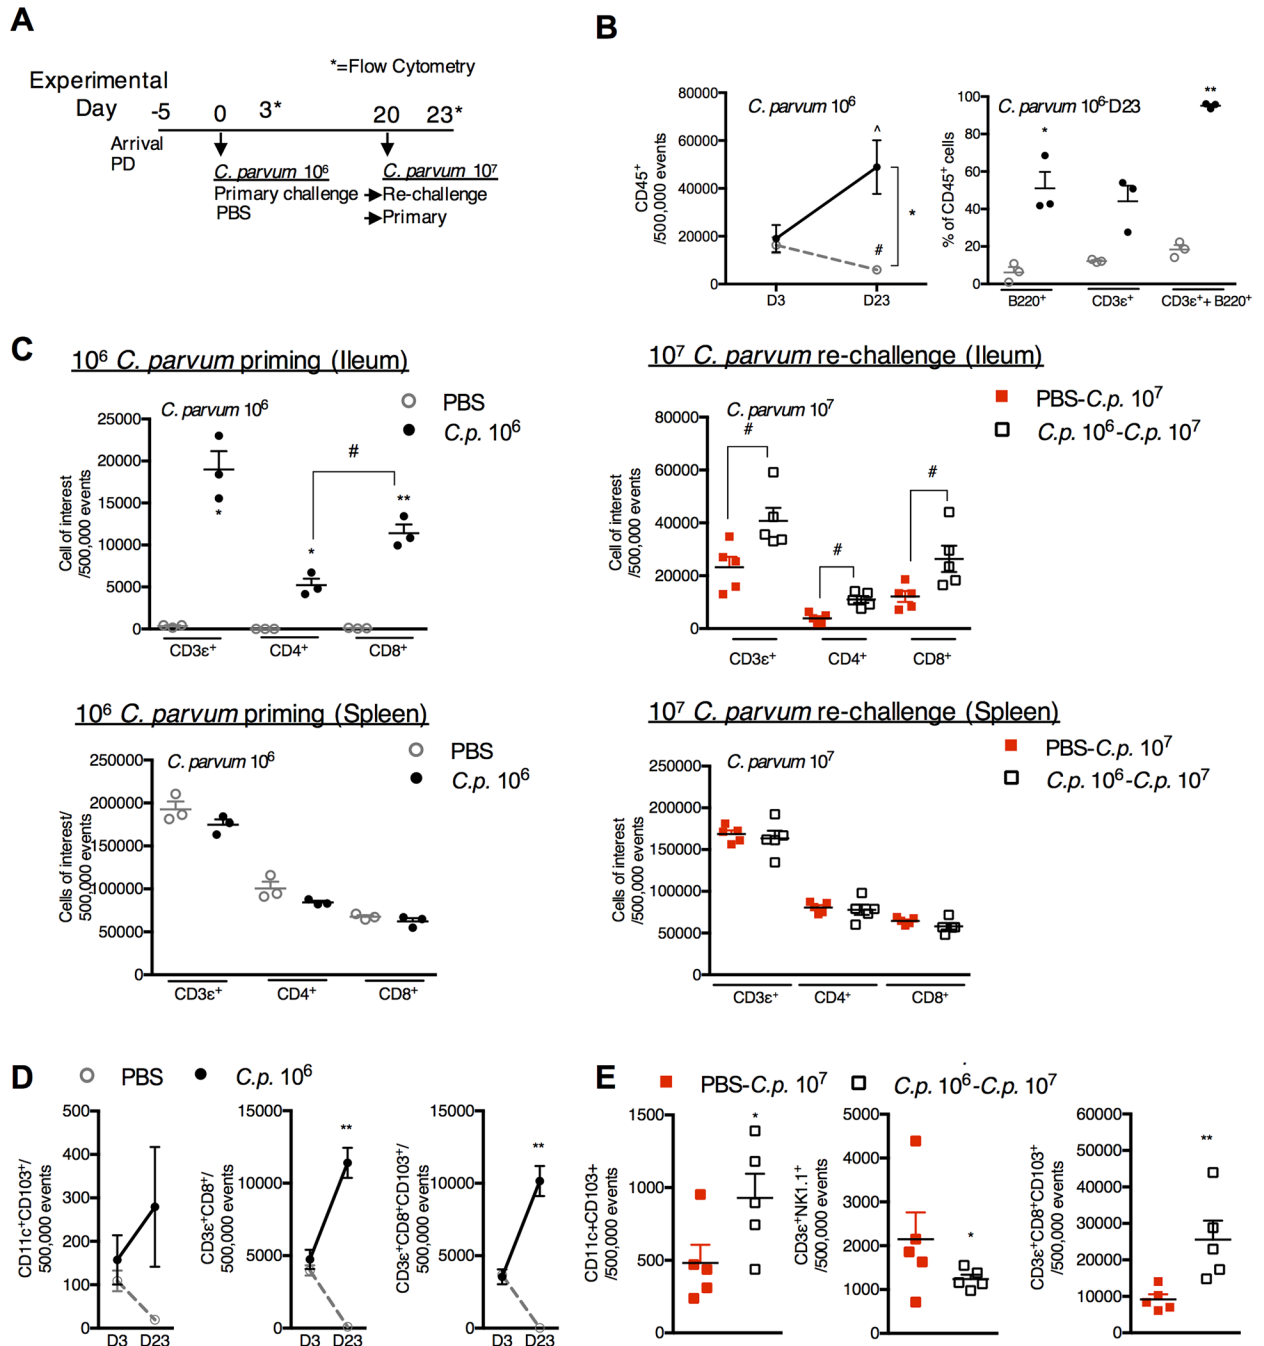 A
*=Flow Cytometry
Experimental
Day -5 0 3* 20 23*
Arrival
PD
C. parvum 10⁶ C. parvum 10⁷
Primary challenge Re-challenge
PBS Primary
B
C. parvum 10⁶
CD45⁺
/500,000 events
80000
60000
40000
20000
0
^
*
#
D3 D23
C. parvum 10⁶-D23
% of CD45⁺ cells
100
80
60
40
20
0
*
**
B220⁺ CD3ε⁺ CD3ε⁺+ B220⁺
C
10⁶ C. parvum priming (Ileum)
C. parvum 10⁶
PBS
C.p. 10⁶
Cell of interest
/500,000 events
25000
20000
15000
10000
5000
0
*
*
#
**
CD3ε⁺ CD4⁺ CD8⁺
10⁷ C. parvum re-challenge (Ileum)
C. parvum 10⁷
PBS-C.p. 10⁷
C.p. 10⁶-C.p. 10⁷
Cell of interest
/500,000 events
80000
60000
40000
20000
0
#
#
#
CD3ε⁺ CD4⁺ CD8⁺
10⁶ C. parvum priming (Spleen)
C. parvum 10⁶
PBS
C.p. 10⁶
Cells of interest/
500,000 events
250000
200000
150000
100000
50000
0
CD3ε⁺ CD4⁺ CD8⁺
10⁷ C. parvum re-challenge (Spleen)
C. parvum 10⁷
PBS-C.p. 10⁷
C.p. 10⁶-C.p. 10⁷
Cells of interest
/500,000 events
250000
200000
150000
100000
50000
0
CD3ε⁺ CD4⁺ CD8⁺
D
PBS C.p. 10⁶
CD11c⁺CD103⁺/
500,000 events
500
400
300
200
100
0
D3 D23
CD3ε⁺CD8⁺/
500,000 events
15000
10000
5000
0
**
D3 D23
CD3ε⁺CD8⁺CD103⁺/
500,000 events
15000
10000
5000
0
**
D3 D23
E
PBS-C.p. 10⁷ C.p. 10⁶-C.p. 10⁷
CD11c+CD103+
/500,000 events
1500
1000
500
0
*
CD3ε⁺NK1.1⁺
/500,000 events
5000
4000
3000
2000
1000
0
*
CD3ε⁺CD8⁺CD103⁺
/500,000 events
60000
50000
40000
30000
20000
10000
0
**